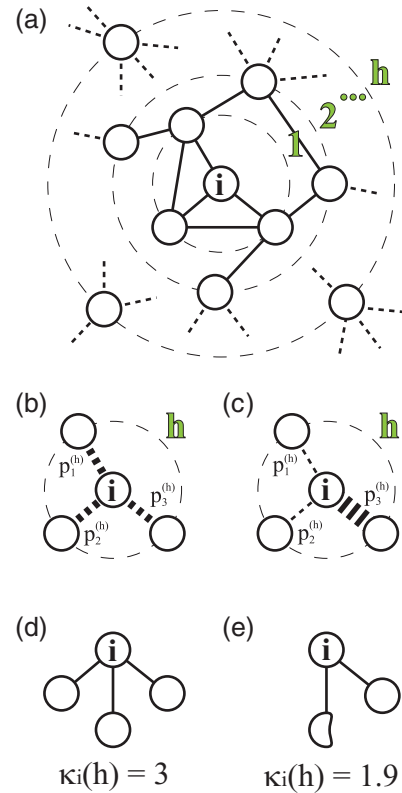 (a)
h
2
1
i
(b)
h
(c)
h
p₁⁽ʰ⁾
i
p₃⁽ʰ⁾
p₂⁽ʰ⁾
p₁⁽ʰ⁾
i
p₃⁽ʰ⁾
p₂⁽ʰ⁾
(d)
i
(e)
i
κi(h) = 3
κi(h) = 1.9